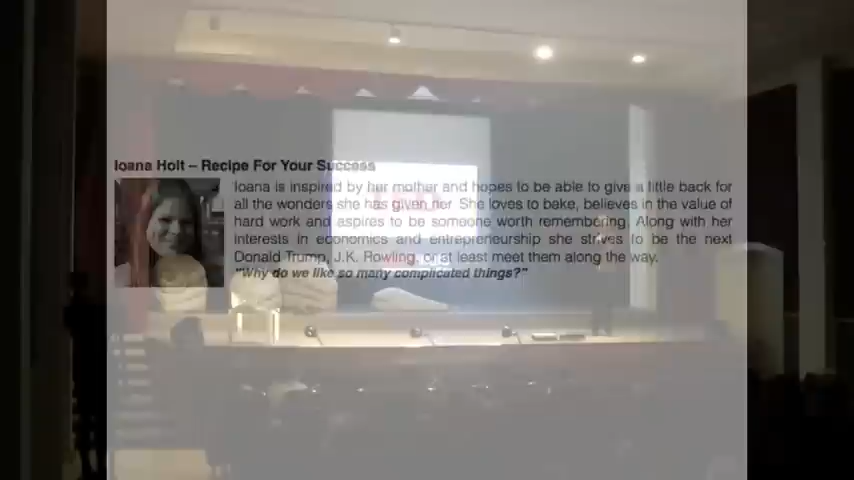 Ioana Holt – Recipe For Your Success
Ioana is inspired by her mother and hopes to be able to give a little back for
all the wonders she has given her. She loves to bake, believes in the value of
hard work and aspires to be someone worth remembering. Along with her
interests in economics and entrepreneurship she strives to be the next
Donald Trump, J.K. Rowling, or at least meet them along the way.
"Why do we like so many complicated things?"